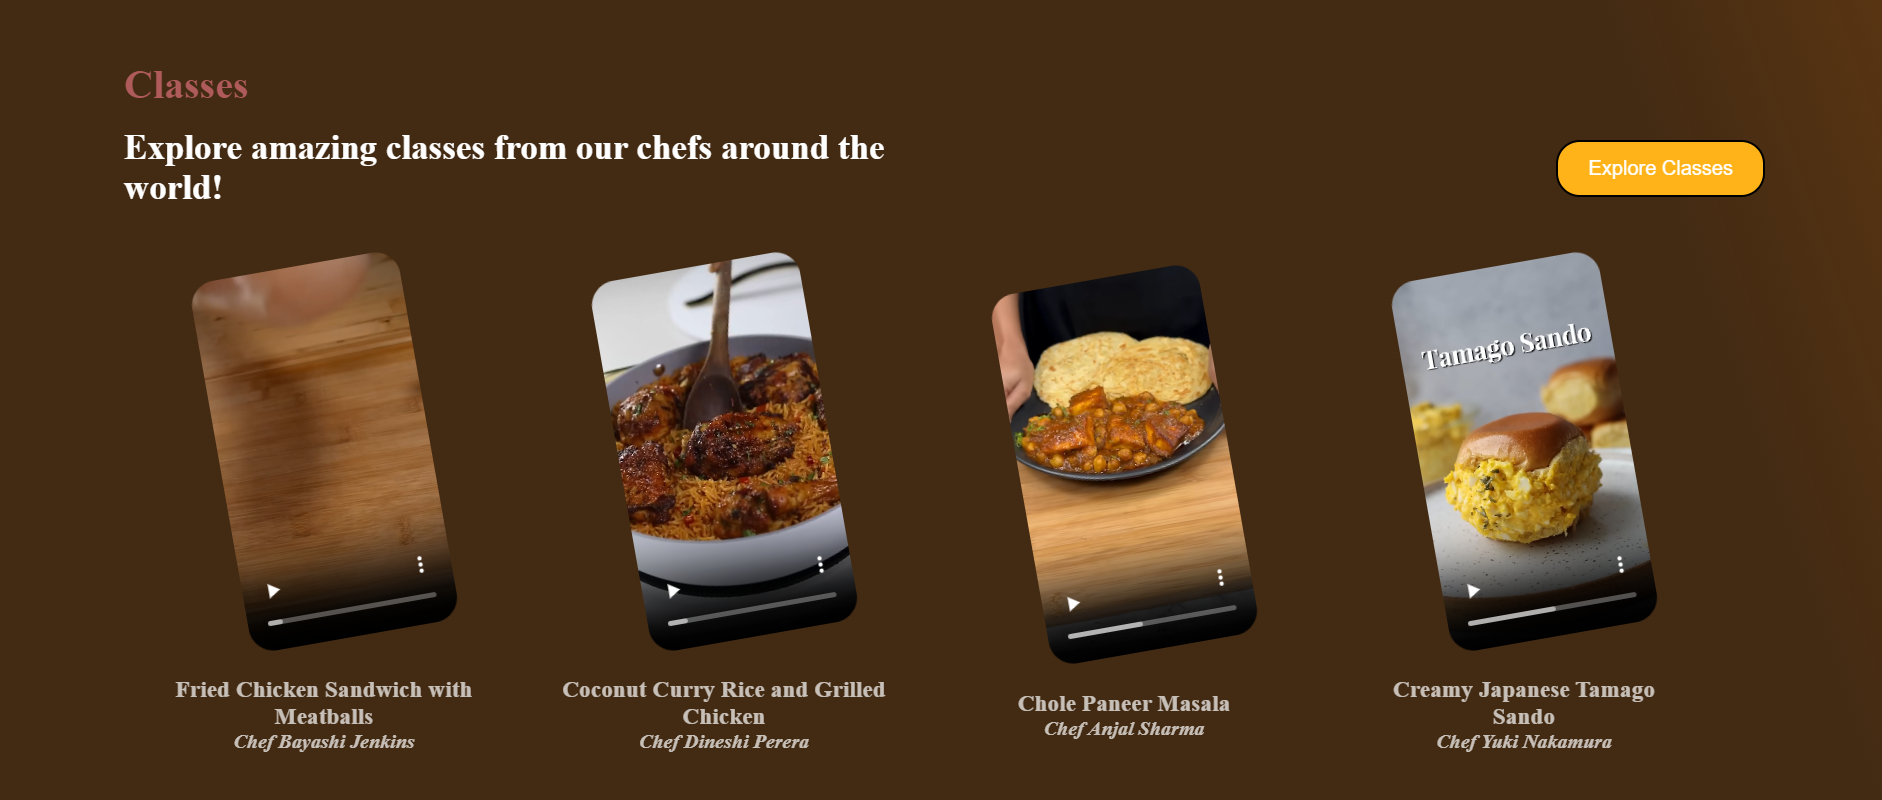 Classes
Explore amazing classes from our chefs around the
world!
Explore Classes
Tamago Sando
Fried Chicken Sandwich with
Meatballs
Chef Bayashi Jenkins
Coconut Curry Rice and Grilled
Chicken
Chef Dineshi Perera
Chole Paneer Masala
Chef Anjal Sharma
Creamy Japanese Tamago
Sando
Chef Yuki Nakamura